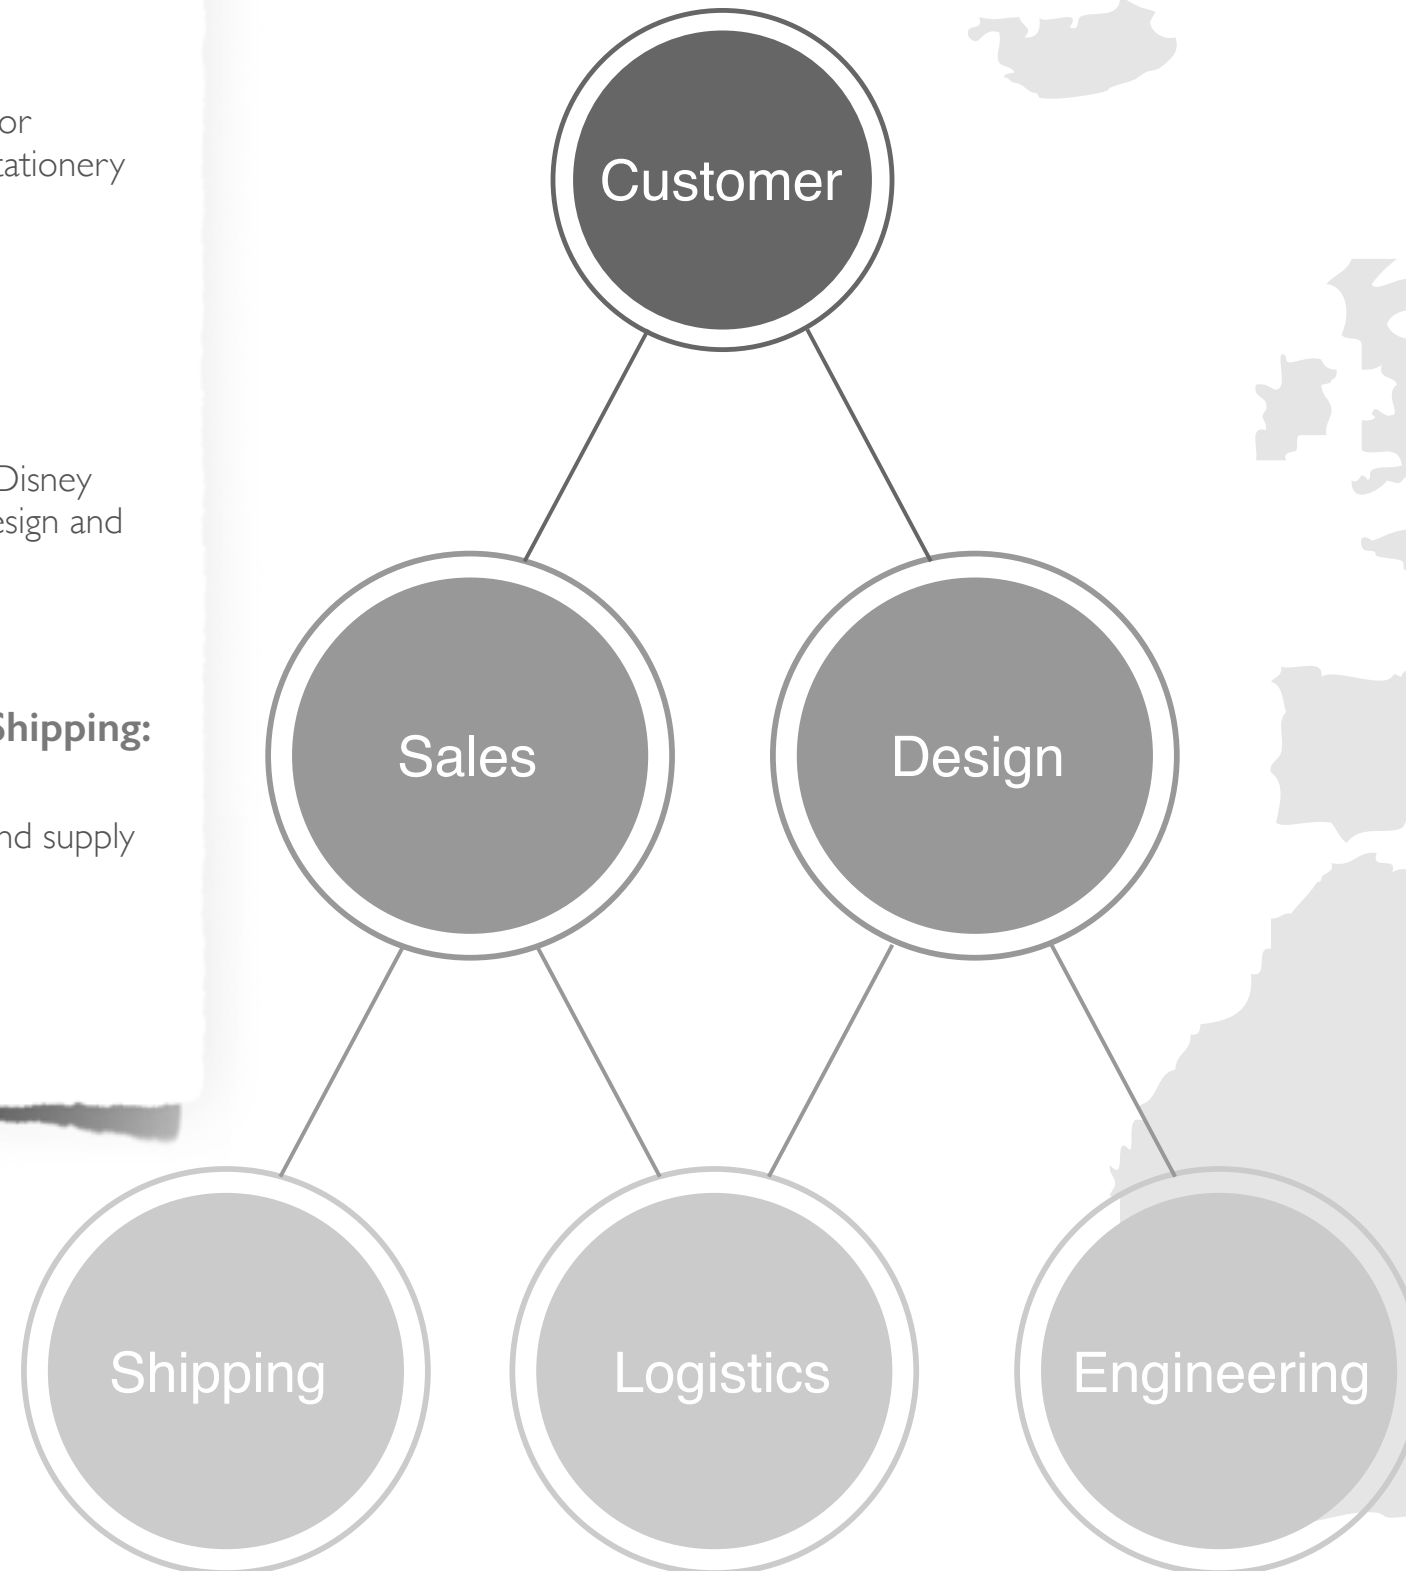 or
tationery
Disney
esign and
Shipping:
nd supply
Customer
Sales
Design
Shipping
Logistics
Engineering